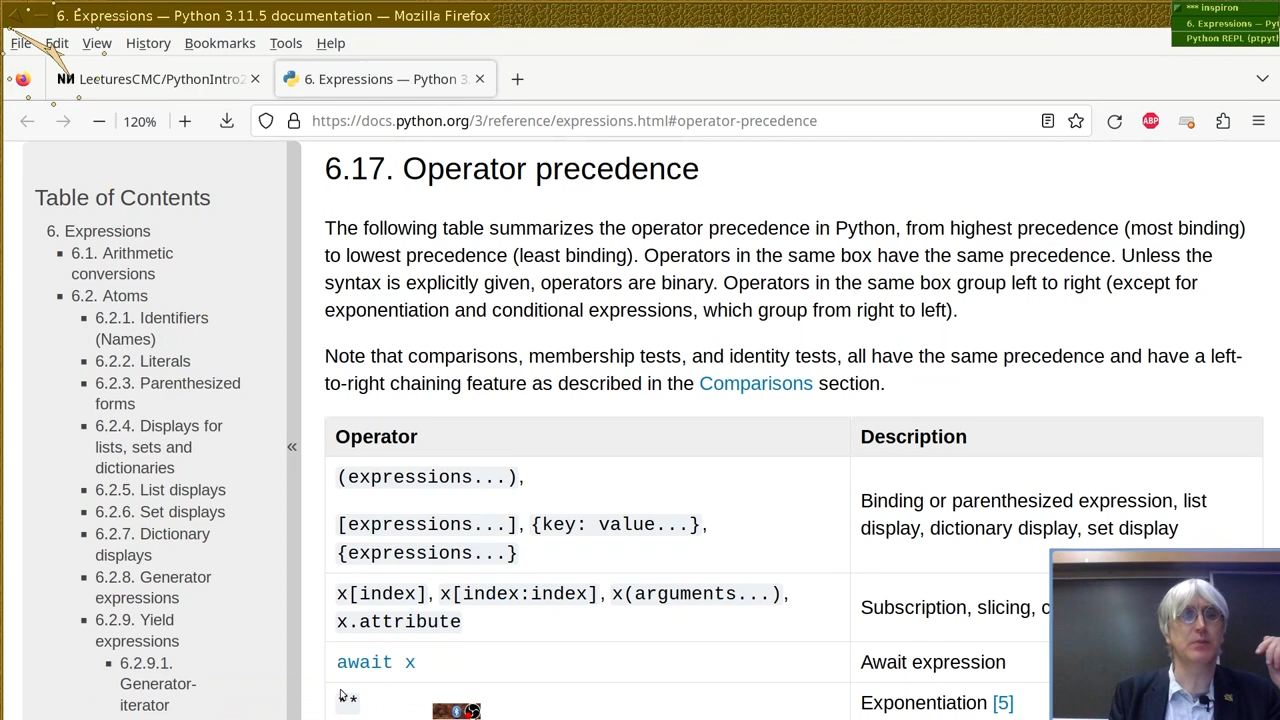 6. Expressions — Python 3.11.5 documentation — Mozilla Firefox
*** inspiron
6. Expressions — Pyt
Python REPL (ptpyth
File Edit View History Bookmarks Tools Help
LecturesCMC/PythonIntro2
6. Expressions — Python 3.
120%
https://docs.python.org/3/reference/expressions.html#operator-precedence
ABP
Table of Contents
6. Expressions
6.1. Arithmetic
conversions
6.2. Atoms
6.2.1. Identifiers
(Names)
6.2.2. Literals
6.2.3. Parenthesized
forms
6.2.4. Displays for
lists, sets and
dictionaries
6.2.5. List displays
6.2.6. Set displays
6.2.7. Dictionary
displays
6.2.8. Generator
expressions
6.2.9. Yield
expressions
6.2.9.1.
Generator-
iterator
«
6.17. Operator precedence
The following table summarizes the operator precedence in Python, from highest precedence (most binding)
to lowest precedence (least binding). Operators in the same box have the same precedence. Unless the
syntax is explicitly given, operators are binary. Operators in the same box group left to right (except for
exponentiation and conditional expressions, which group from right to left).
Note that comparisons, membership tests, and identity tests, all have the same precedence and have a left-
to-right chaining feature as described in the Comparisons section.
Operator Description
(expressions...),
[expressions...], {key: value...},
{expressions...}
Binding or parenthesized expression, list
display, dictionary display, set display
x[index], x[index:index], x(arguments...),
x.attribute
Subscription, slicing, c
await x Await expression
** Exponentiation [5]